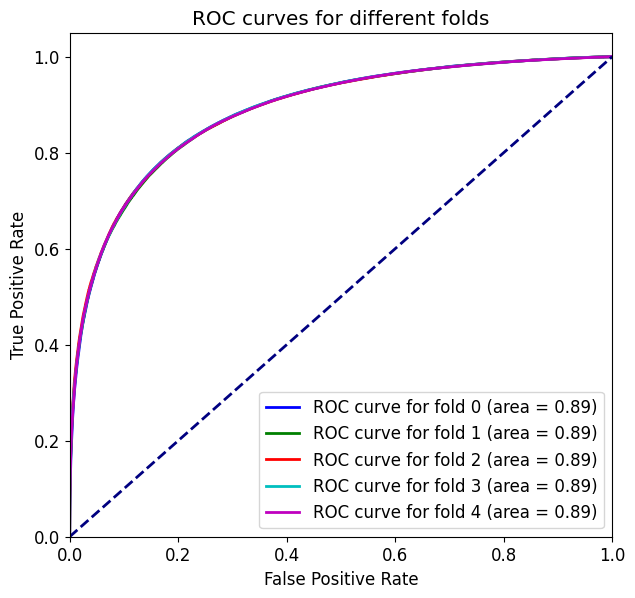 ROC curves for different folds
1.0
0.8
0.6
0.4
0.2
0.0
True Positive Rate
ROC curve for fold 0 (area = 0.89)
ROC curve for fold 1 (area = 0.89)
ROC curve for fold 2 (area = 0.89)
ROC curve for fold 3 (area = 0.89)
ROC curve for fold 4 (area = 0.89)
0.0 0.2 0.4 0.6 0.8 1.0
False Positive Rate